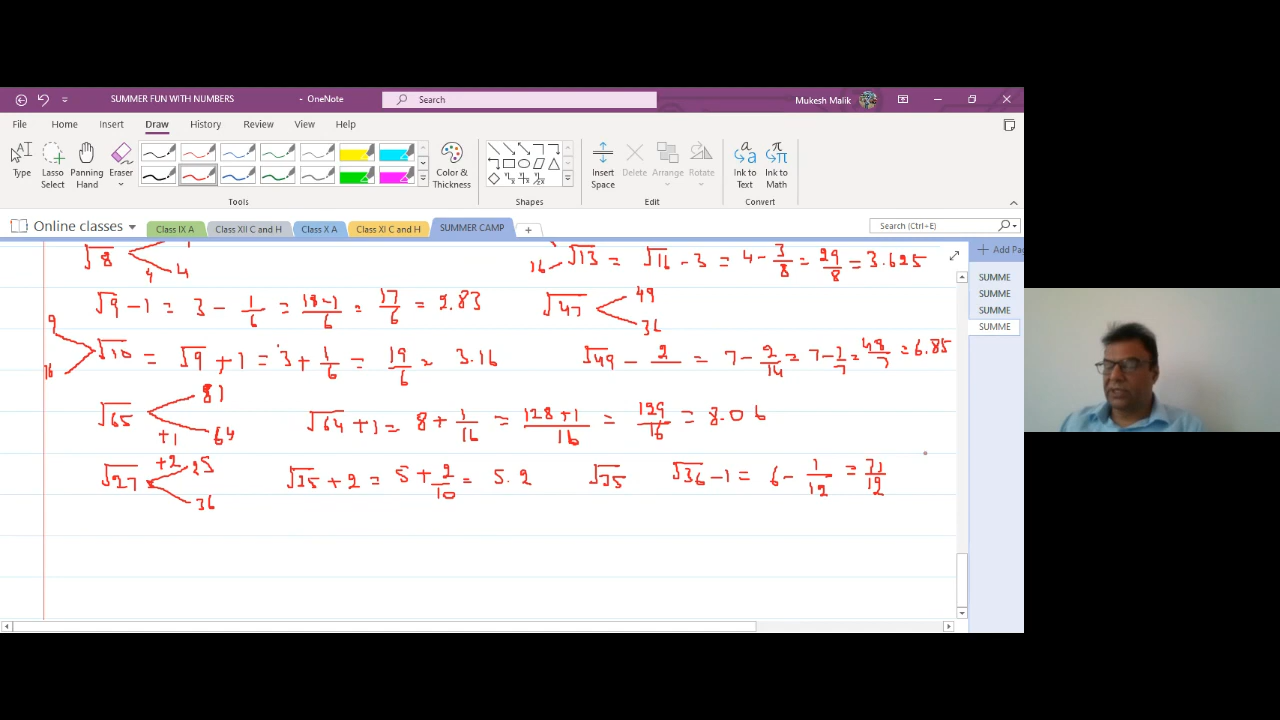 SUMMER FUN WITH NUMBERS - OneNote
Search
Mukesh Malik
File Home Insert Draw History Review View Help
Type Lasso Select Panning Hand Eraser Color & Thickness Insert Space Delete Arrange Rotate Ink to Text Ink to Math
Tools Shapes Edit Convert
Online classes Class IX A Class XII C and H Class X A Class XI C and H SUMMER CAMP + Search (Ctrl+E)
+ Add Pag
SUMME
SUMME
SUMME
SUMME
√8 4 4
16 √13 = √16 - 3 = 4 - 3/8 = 29/8 = 3.625
√9 - 1 = 3 - 1/6 = (18-1)/6 = 17/6 = 2.83
√47 49 36
9 16 √10 = √9 + 1 = 3 + 1/6 = 19/6 = 3.16
√49 - 2 = 7 - 2/14 = 7 - 1/7 = 48/7 = 6.85
√65 81 64 +1
√64 + 1 = 8 + 1/16 = (128+1)/16 = 129/16 = 8.06
√27 +2 25 36
√25 + 2 = 5 + 2/10 = 5.2
√35 √36 - 1 = 6 - 1/12 = 71/12